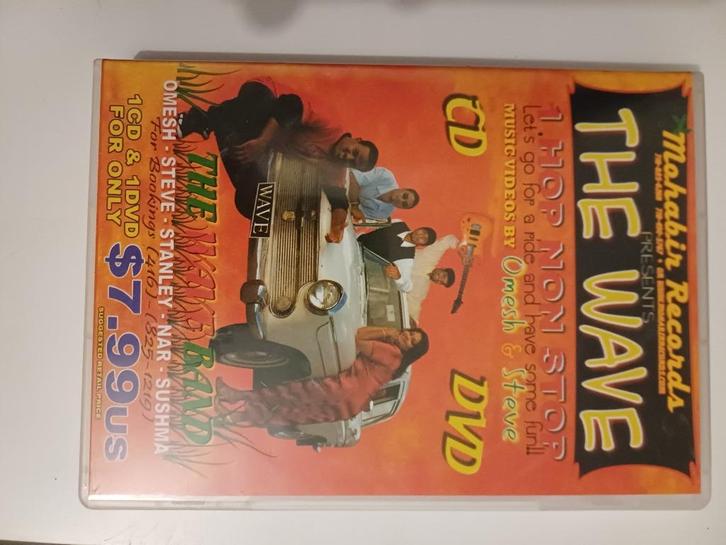 Mohabir Records
PRESENTS
THE WAVE
1 HOP NON STOP
Let's go for a ride and have some fun!!
MUSIC VIDEOS BY Omesh & Steve
CD DVD
WAVE
THE WAVE BAND
OMESH - STEVE - STANLEY - NAR - SUSHMA
For Bookings (416)-(825-1219)
1CD & 1DVD
FOR ONLY
$7.99US
SUGGESTED RETAIL PRICE